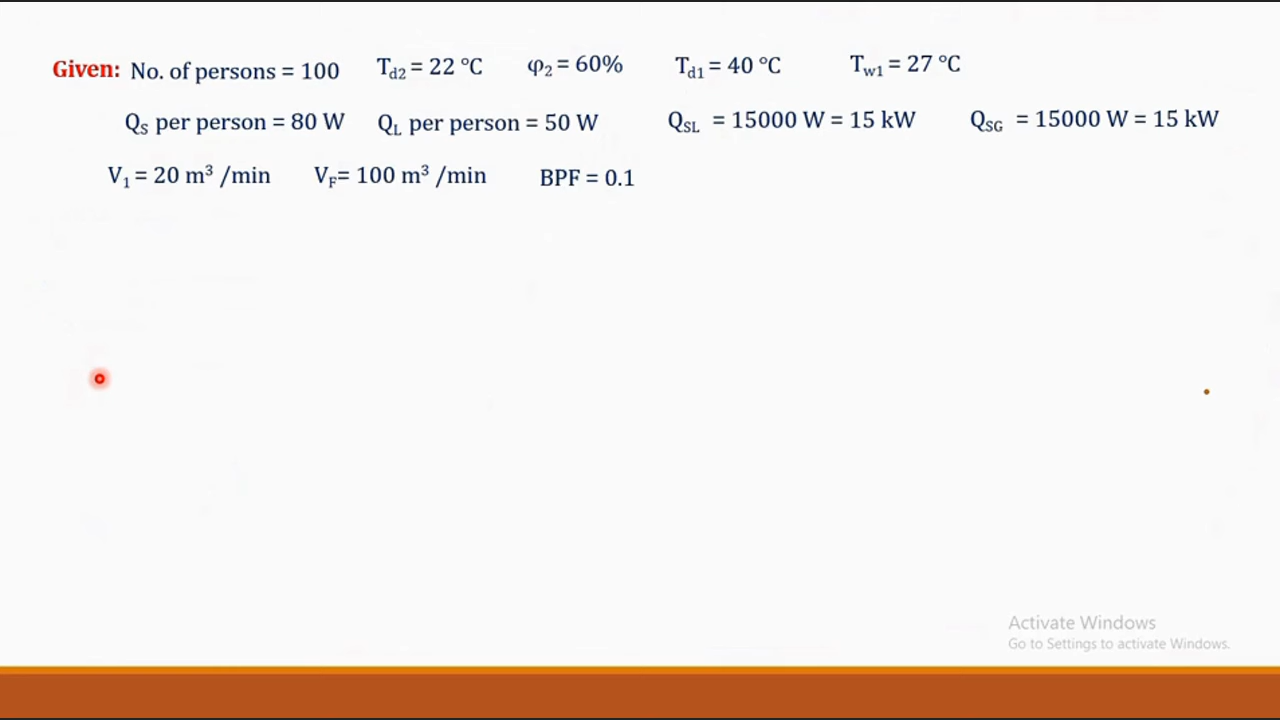 Given: No. of persons = 100 T_d2 = 22 °C φ₂ = 60% T_d1 = 40 °C T_w1 = 27 °C
Q_S per person = 80 W Q_L per person = 50 W Q_SL = 15000 W = 15 kW Q_SG = 15000 W = 15 kW
V₁ = 20 m³ /min V_F= 100 m³ /min BPF = 0.1
Activate Windows
Go to Settings to activate Windows.